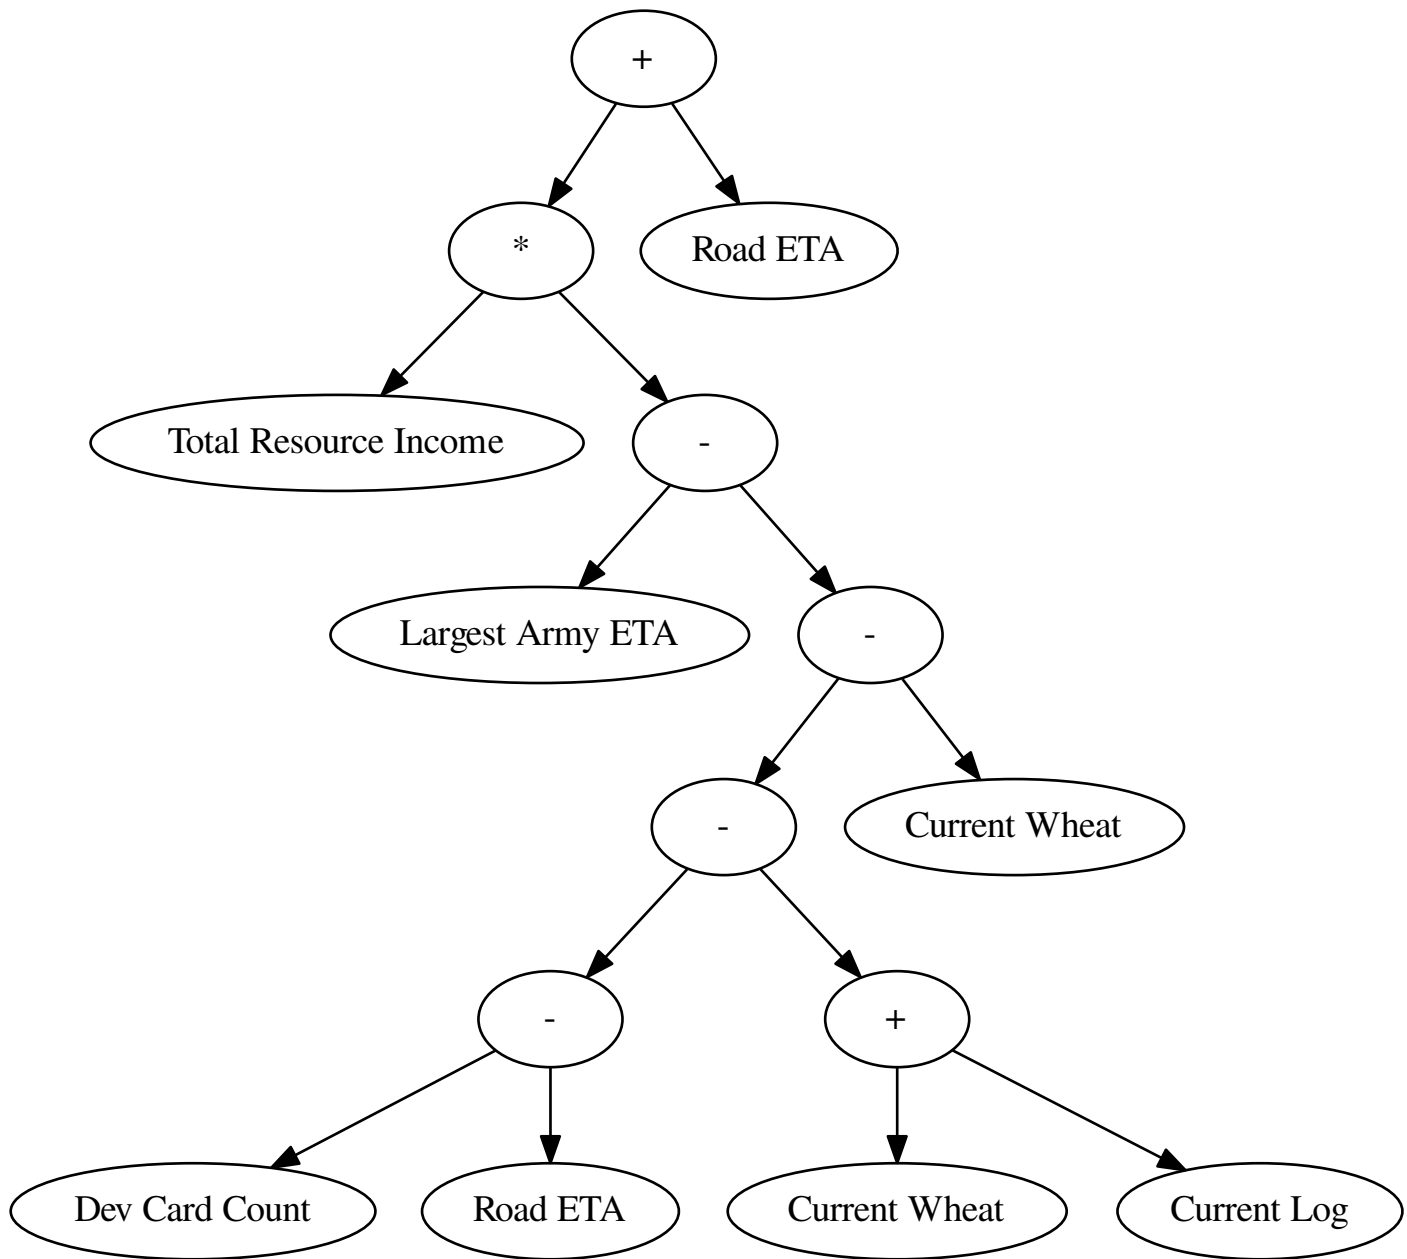 +
*
Road ETA
Total Resource Income
-
Largest Army ETA
-
-
Current Wheat
-
+
Dev Card Count
Road ETA
Current Wheat
Current Log